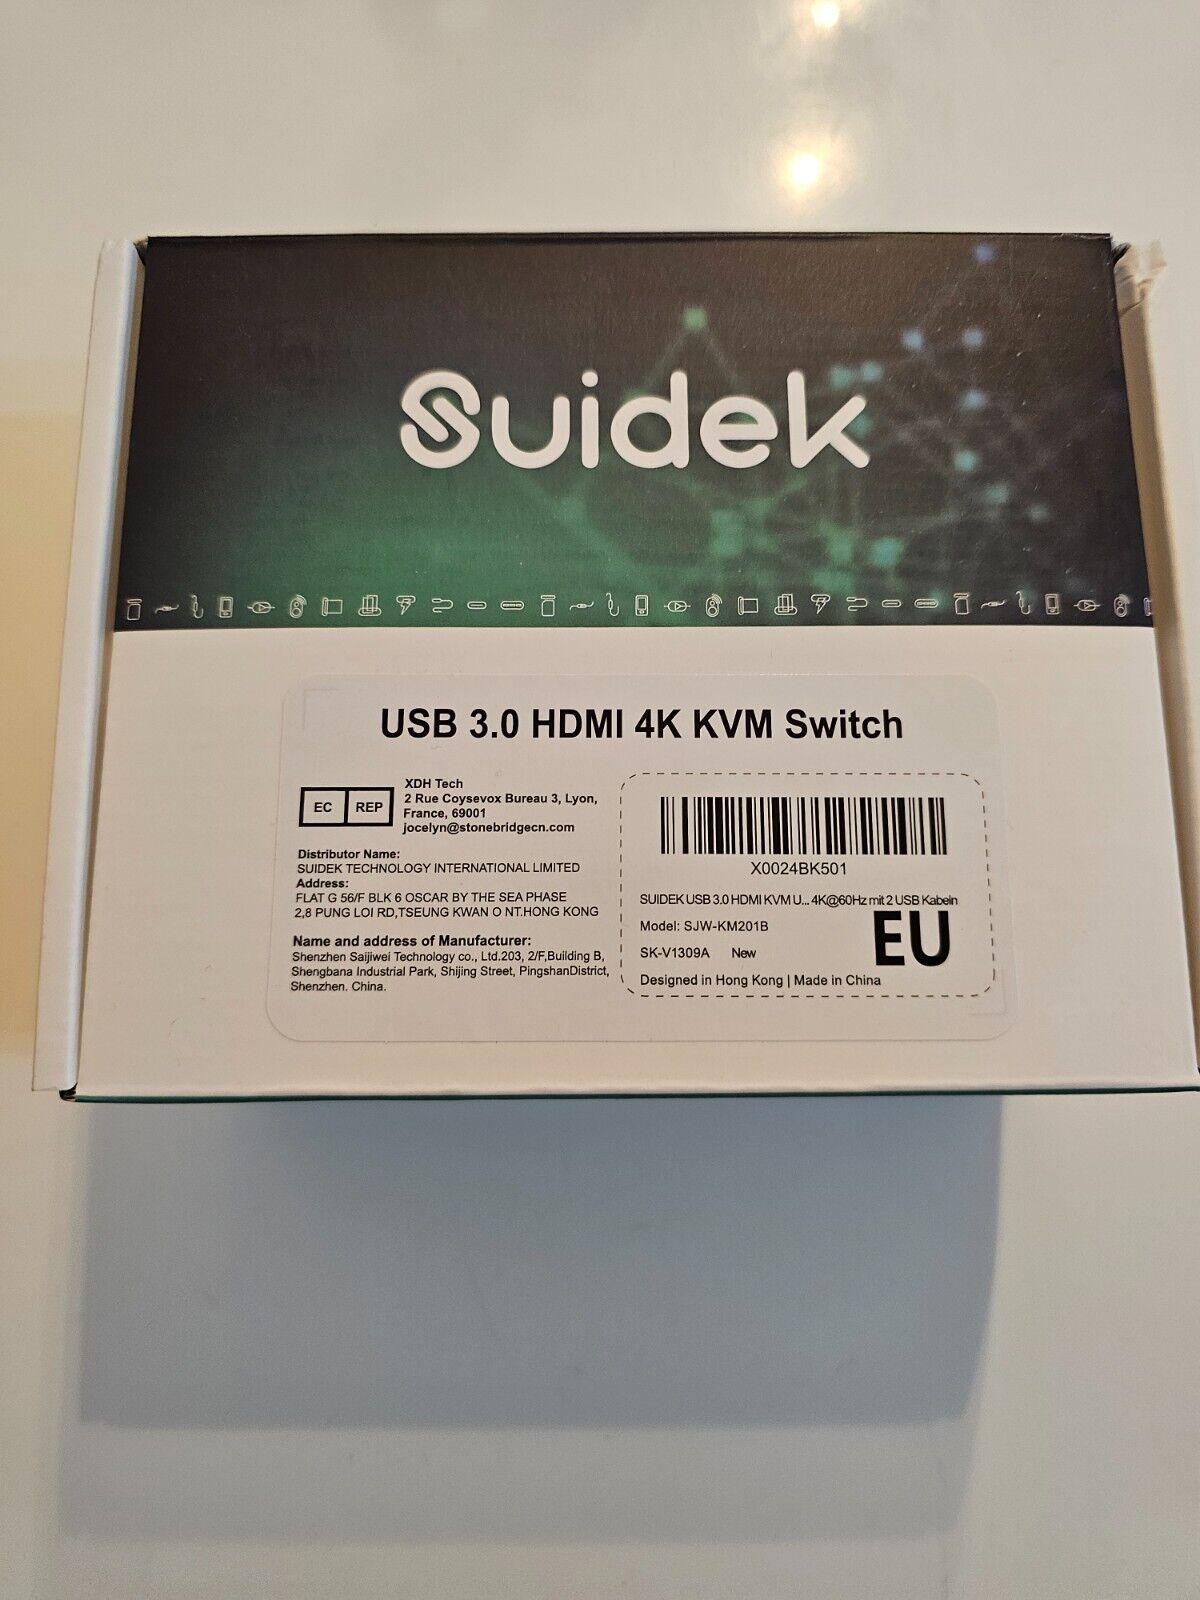 Suidek
USB 3.0 HDMI 4K KVM Switch
EC REP
XDH Tech
2 Rue Coysevox Bureau 3, Lyon,
France, 69001
jocelyn@stonebridgecn.com
Distributor Name:
SUIDEK TECHNOLOGY INTERNATIONAL LIMITED
Address:
FLAT G 56/F BLK 6 OSCAR BY THE SEA PHASE
2,8 PUNG LOI RD,TSEUNG KWAN O NT.HONG KONG
Name and address of Manufacturer:
Shenzhen Saijiwei Technology co., Ltd.203, 2/F,Building B,
Shengbana Industrial Park, Shijing Street, PingshanDistrict,
Shenzhen. China.
X0024BK501
SUIDEK USB 3.0 HDMI KVM U... 4K@60Hz mit 2 USB Kabeln
Model: SJW-KM201B
SK-V1309A New
EU
Designed in Hong Kong | Made in China